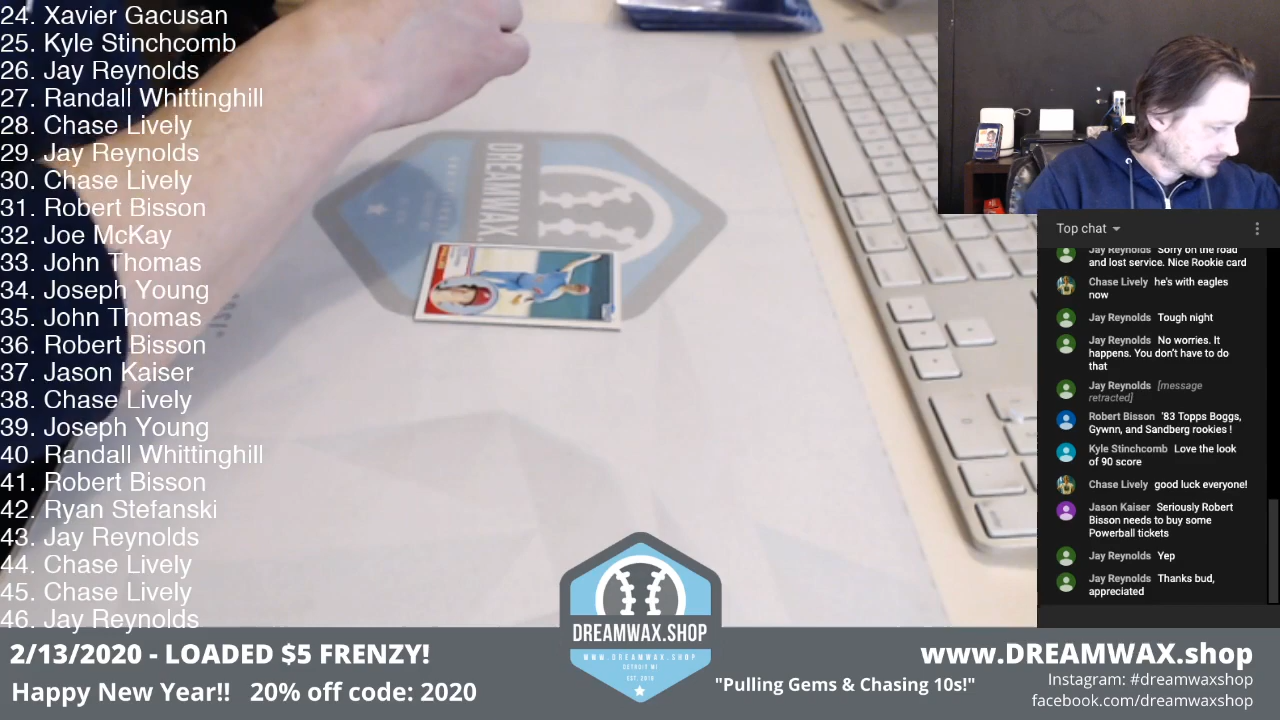 24. Xavier Gacusan
25. Kyle Stinchcomb
26. Jay Reynolds
27. Randall Whittinghill
28. Chase Lively
29. Jay Reynolds
30. Chase Lively
31. Robert Bisson
32. Joe McKay
33. John Thomas
34. Joseph Young
35. John Thomas
36. Robert Bisson
37. Jason Kaiser
38. Chase Lively
39. Joseph Young
40. Randall Whittinghill
41. Robert Bisson
42. Ryan Stefanski
43. Jay Reynolds
44. Chase Lively
45. Chase Lively
46. Jay Reynolds
DREAMWAX.
Top chat
Jay Reynolds Sorry on the road
and lost service. Nice Rookie card
Chase Lively he's with eagles
now
Jay Reynolds Tough night
Jay Reynolds No worries. It
happens. You don't have to do
that
Jay Reynolds [message
retracted]
Robert Bisson '83 Topps Boggs,
Gywnn, and Sandberg rookies !
Kyle Stinchcomb Love the look
of 90 score
Chase Lively good luck everyone!
Jason Kaiser Seriously Robert
Bisson needs to buy some
Powerball tickets
Jay Reynolds Yep
Jay Reynolds Thanks bud,
appreciated
DREAMWAX.SHOP
WWW.DREAMWAX.SHOP
DETROIT MI
EST. 2018
2/13/2020 - LOADED $5 FRENZY!
Happy New Year!! 20% off code: 2020
"Pulling Gems & Chasing 10s!"
www.DREAMWAX.shop
Instagram: #dreamwaxshop
facebook.com/dreamwaxshop